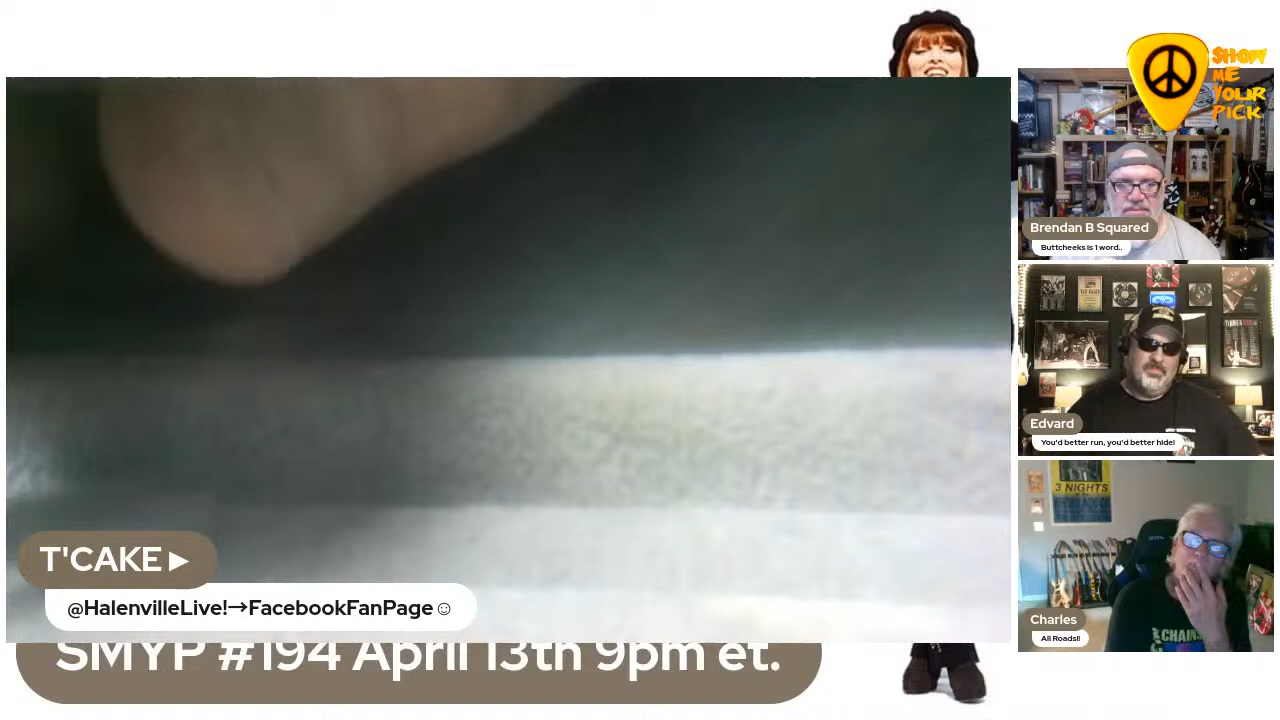 SHOW
ME
YOUR
PICK
Brendan B Squared
Buttcheeks is 1 word..
Edvard
You'd better run, you'd better hide!
3 NIGHTS
Charles
All Roads!!
T'CAKE ▶
@HalenvilleLive!→FacebookFanPage☺
SMYP #194 April 13th 9pm et.